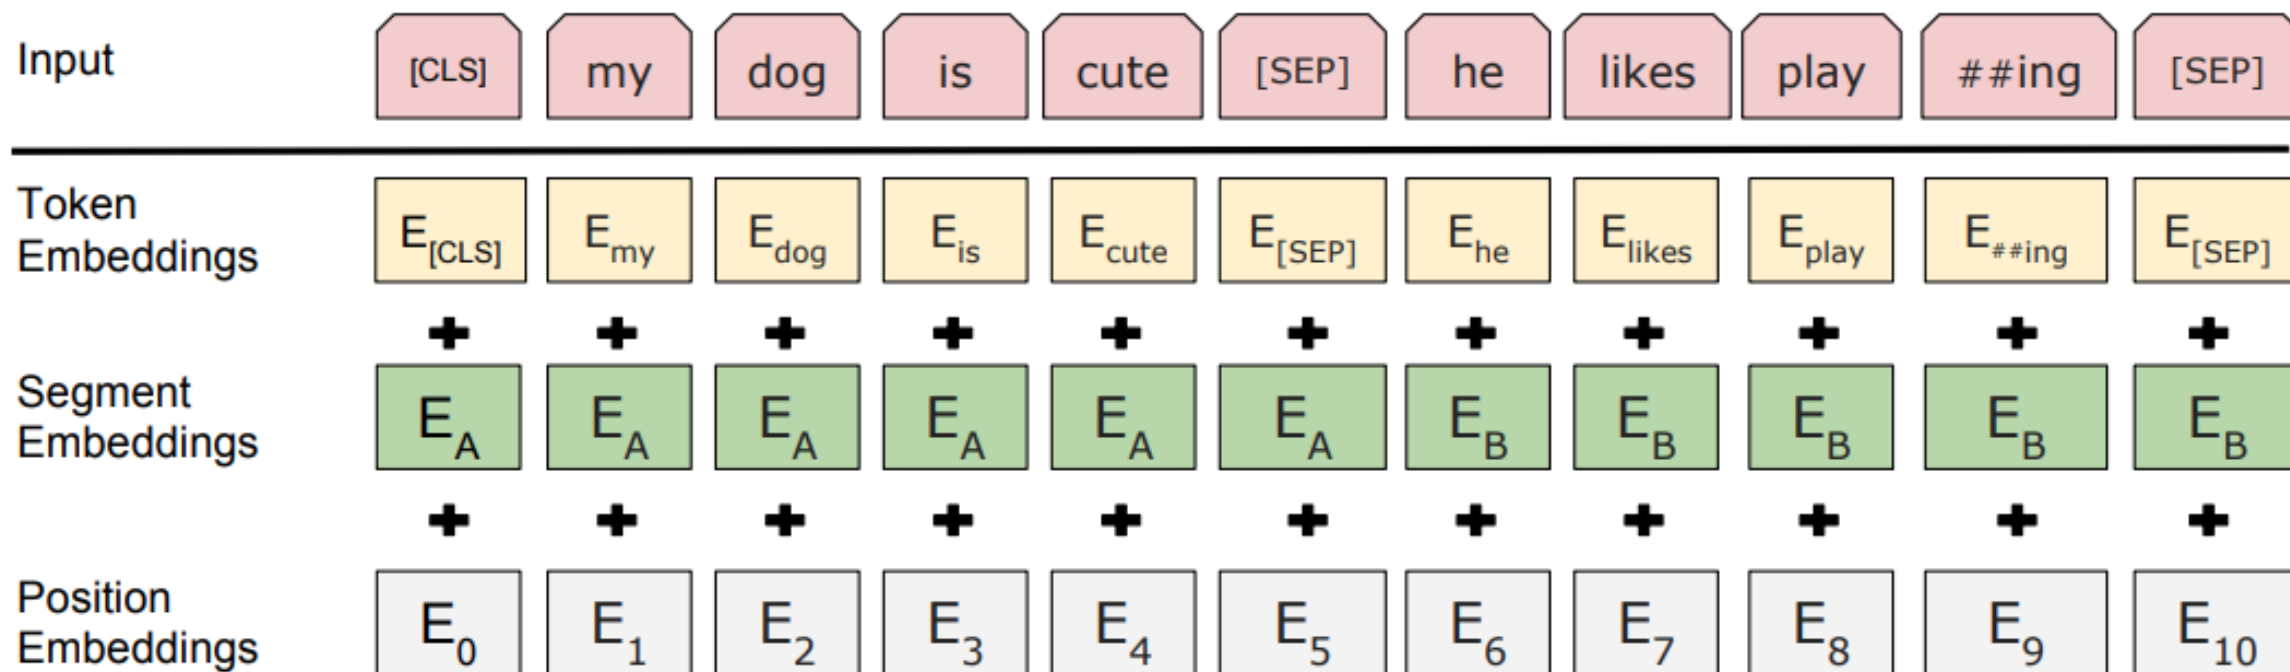 Input [CLS] my dog is cute [SEP] he likes play ##ing [SEP]
Token Embeddings E[CLS] Emy Edog Eis Ecute E[SEP] Ehe Elikes Eplay E##ing E[SEP]
+ + + + + + + + + + +
Segment Embeddings EA EA EA EA EA EA EB EB EB EB EB
+ + + + + + + + + + +
Position Embeddings E0 E1 E2 E3 E4 E5 E6 E7 E8 E9 E10